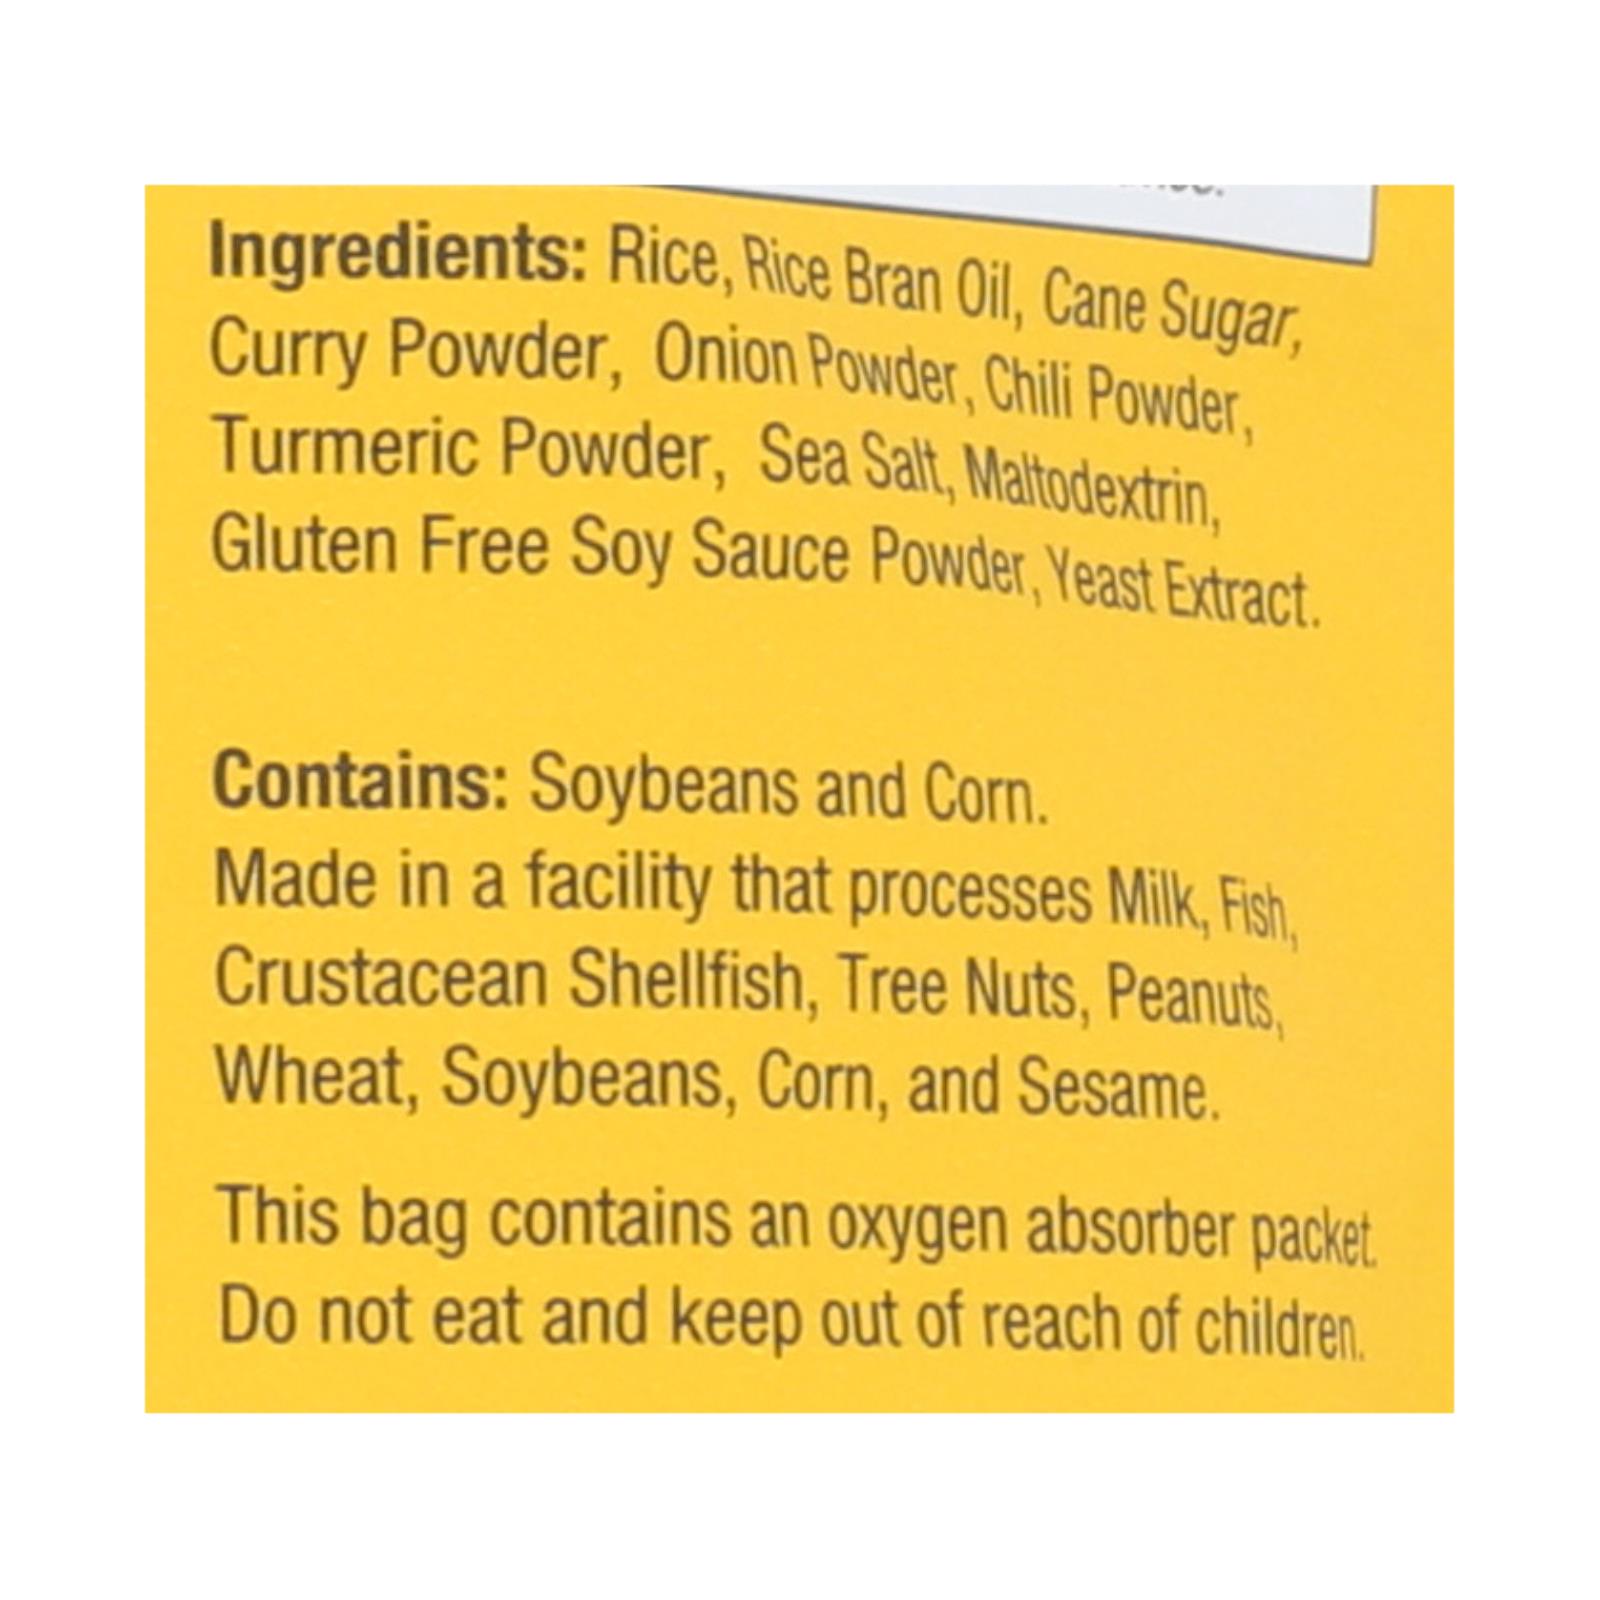 Ingredients: Rice, Rice Bran Oil, Cane Sugar,
Curry Powder, Onion Powder, Chili Powder,
Turmeric Powder, Sea Salt, Maltodextrin,
Gluten Free Soy Sauce Powder, Yeast Extract.
Contains: Soybeans and Corn.
Made in a facility that processes Milk, Fish,
Crustacean Shellfish, Tree Nuts, Peanuts,
Wheat, Soybeans, Corn, and Sesame.
This bag contains an oxygen absorber packet.
Do not eat and keep out of reach of children.